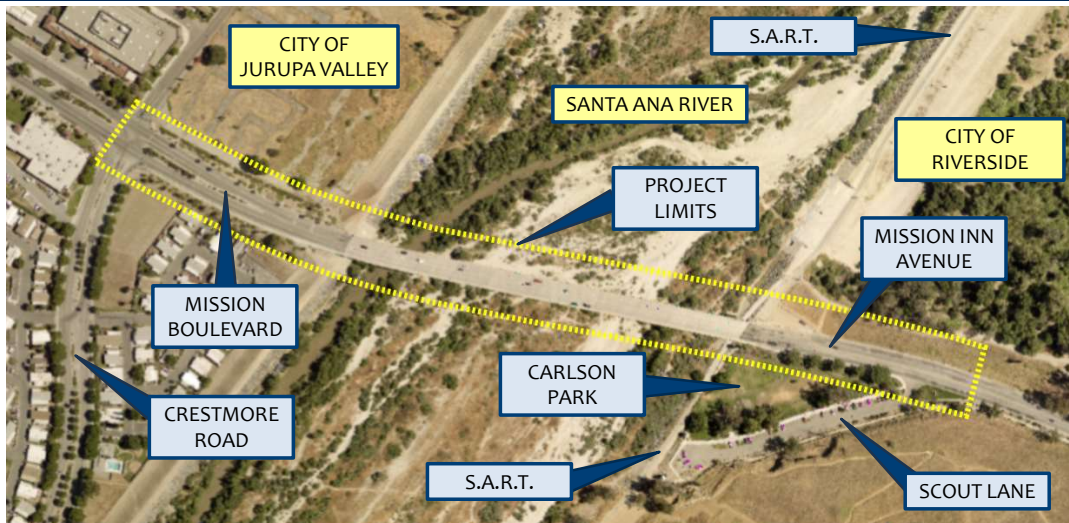 CITY OF
JURUPA VALLEY
S.A.R.T.
SANTA ANA RIVER
CITY OF
RIVERSIDE
PROJECT
LIMITS
MISSION INN
AVENUE
MISSION
BOULEVARD
CARLSON
PARK
CRESTMORE
ROAD
S.A.R.T.
SCOUT LANE